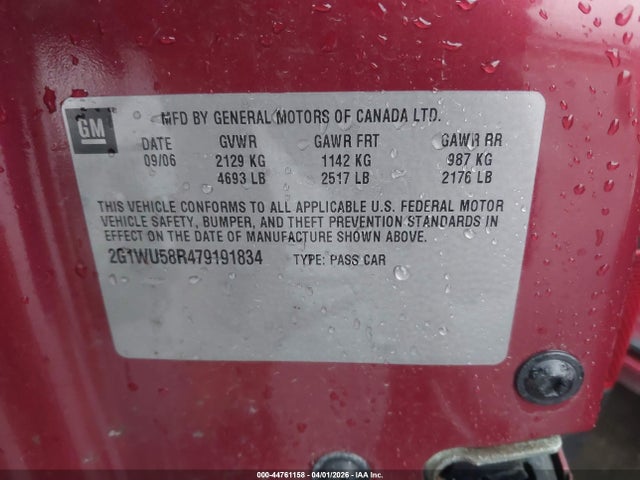 GM
MFD BY GENERAL MOTORS OF CANADA LTD.
DATE GVWR GAWR FRT GAWR RR
09/06 2129 KG 1142 KG 987 KG
4693 LB 2517 LB 2176 LB
THIS VEHICLE CONFORMS TO ALL APPLICABLE U.S. FEDERAL MOTOR
VEHICLE SAFETY, BUMPER, AND THEFT PREVENTION STANDARDS IN
EFFECT ON THE DATE OF MANUFACTURE SHOWN ABOVE.
2G1WU58R479191834 TYPE: PASS CAR
000-44761158 - 04/01/2026 - IAAI.com